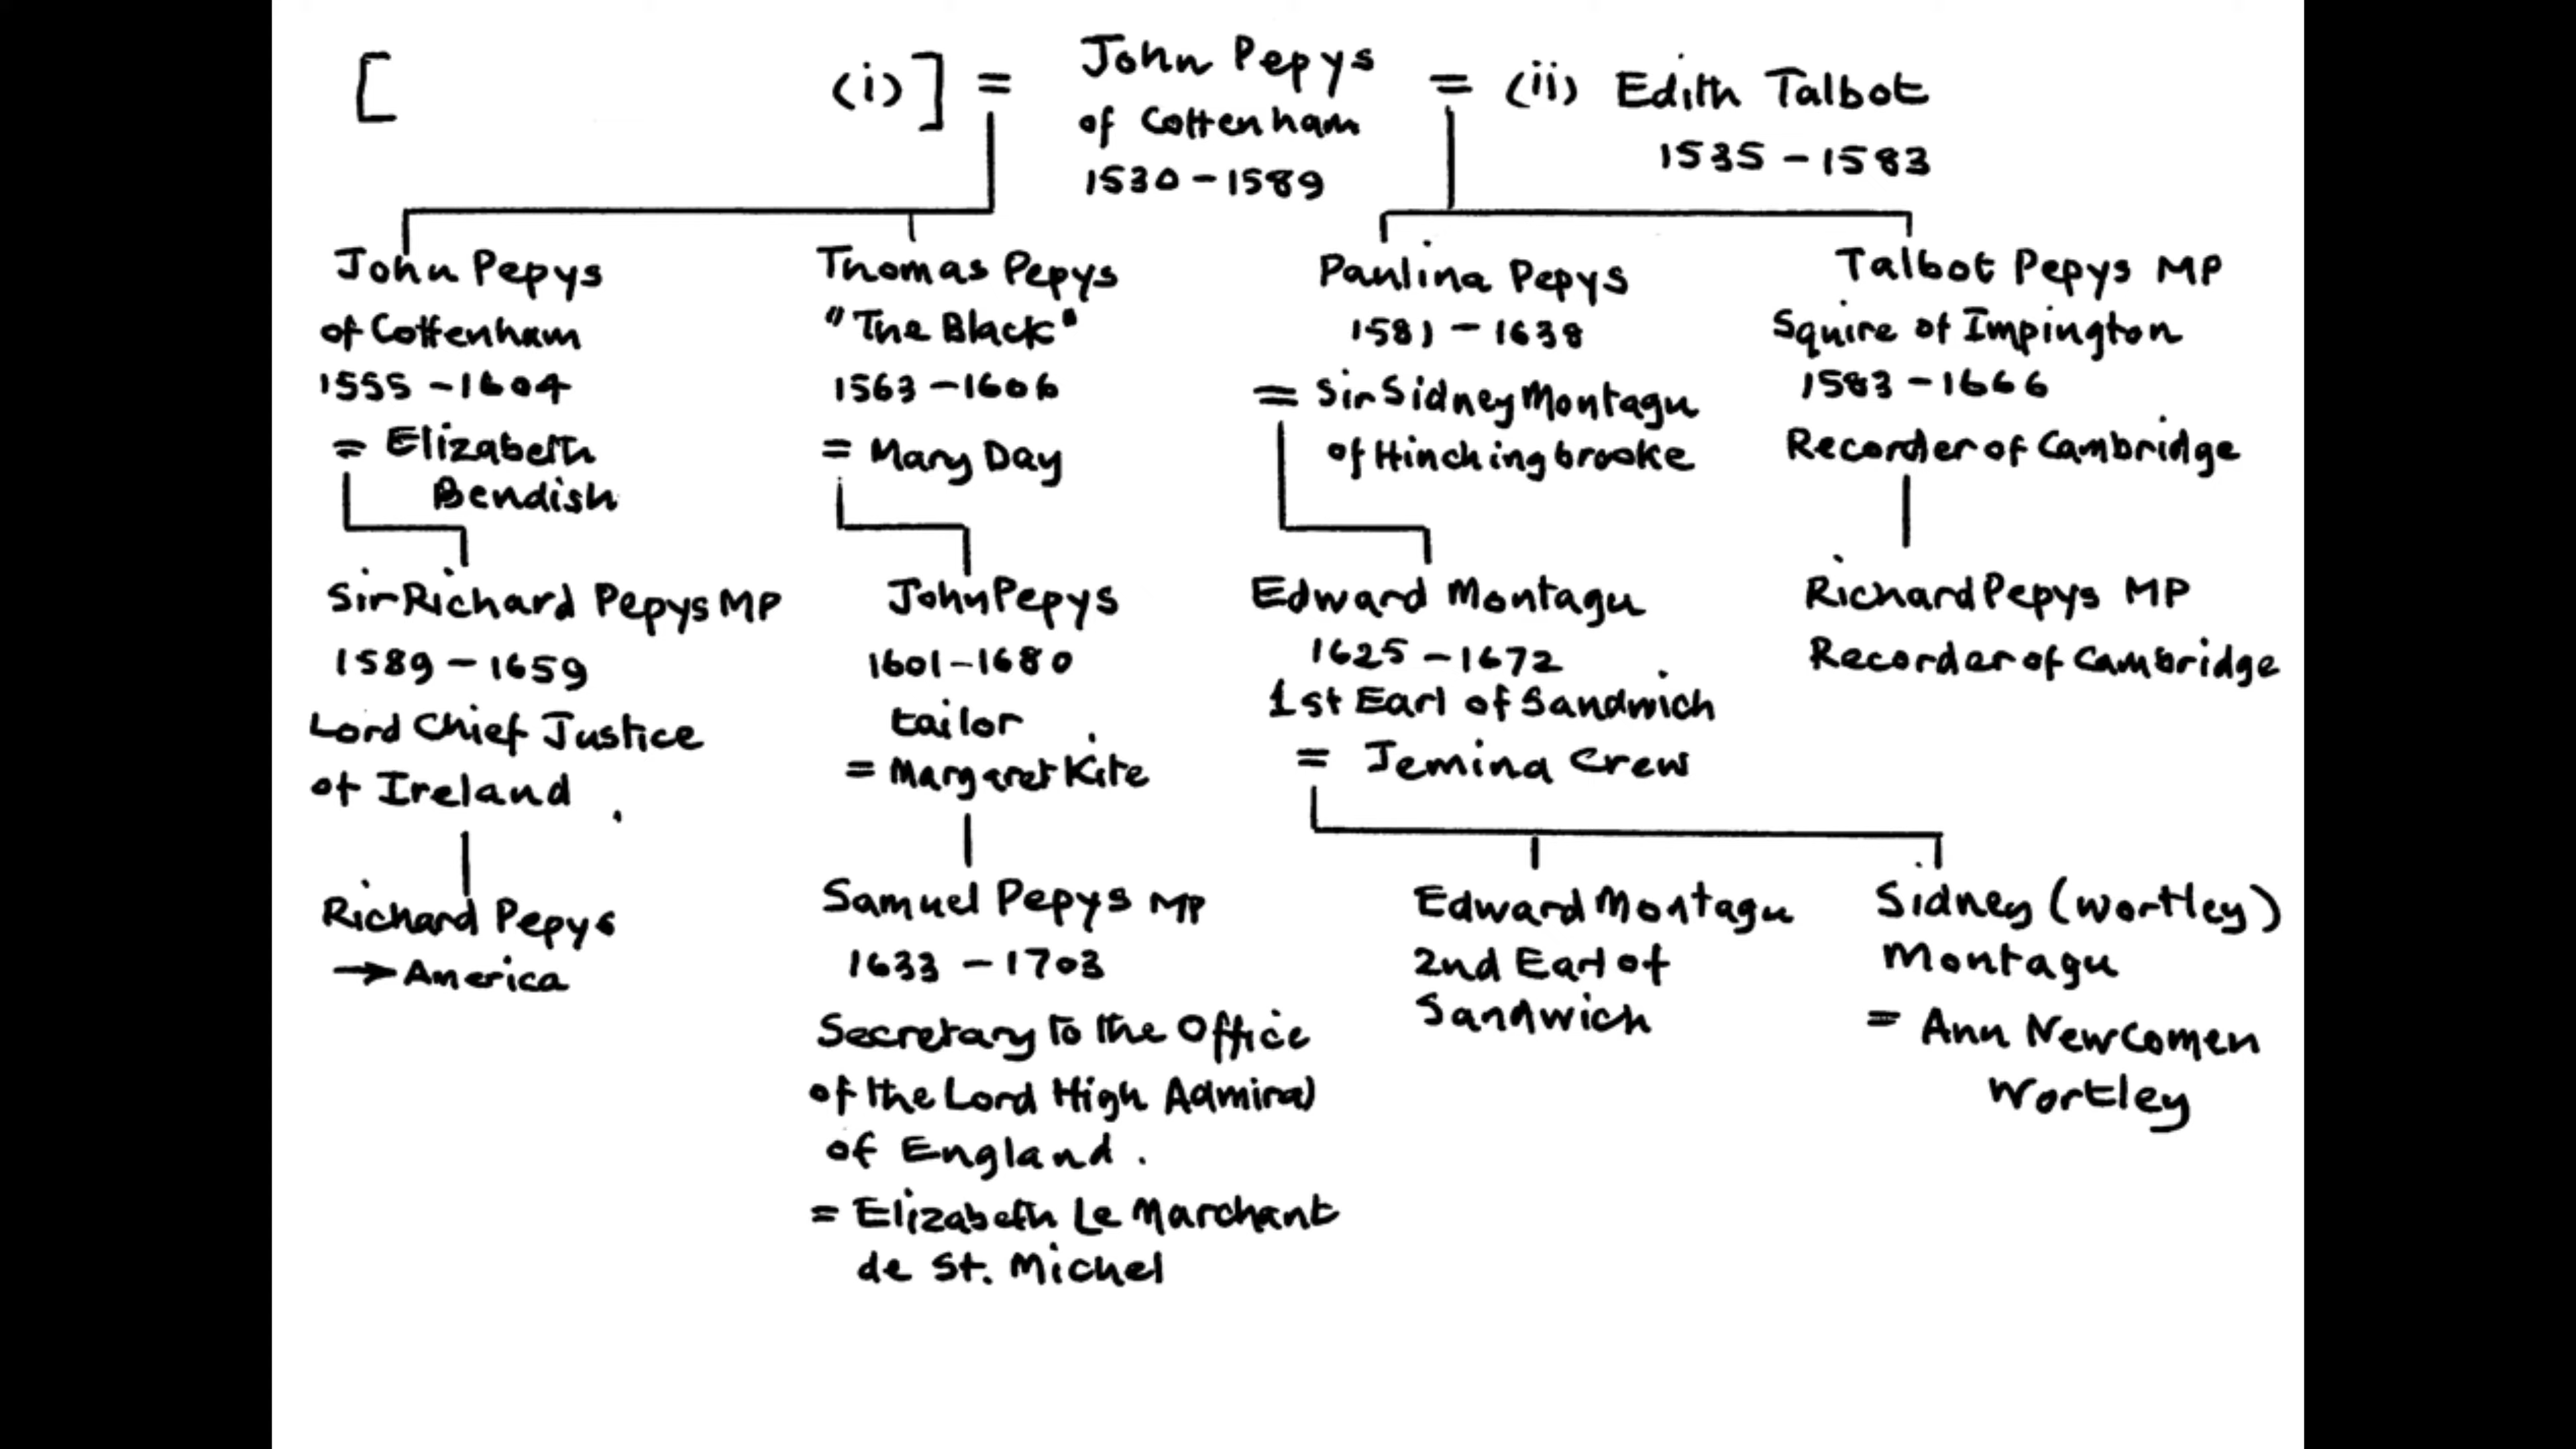 [ (i)] = John Pepys = (ii) Edith Talbot
of Cottenham
1530 - 1589
1535 - 1583
John Pepys
of Cottenham
1555 - 1604
= Elizabeth
Bendish
Thomas Pepys
"The Black"
1563 - 1606
= Mary Day
Paulina Pepys
1581 - 1638
= Sir Sidney Montagu
of Hinchingbrooke
Talbot Pepys MP
Squire of Impington
1583 - 1666
Recorder of Cambridge
Sir Richard Pepys MP
1589 - 1659
Lord Chief Justice
of Ireland
John Pepys
1601 - 1680
tailor
= Margaret Kite
Edward Montagu
1625 - 1672
1st Earl of Sandwich
= Jemina Crew
Richard Pepys MP
Recorder of Cambridge
Richard Pepys
→ America
Samuel Pepys MP
1633 - 1703
Secretary to the Office
of the Lord High Admiral
of England.
= Elizabeth Le Marchant
de St. Michel
Edward Montagu
2nd Earl of
Sandwich
Sidney (Wortley)
Montagu
= Ann Newcomen
Wortley